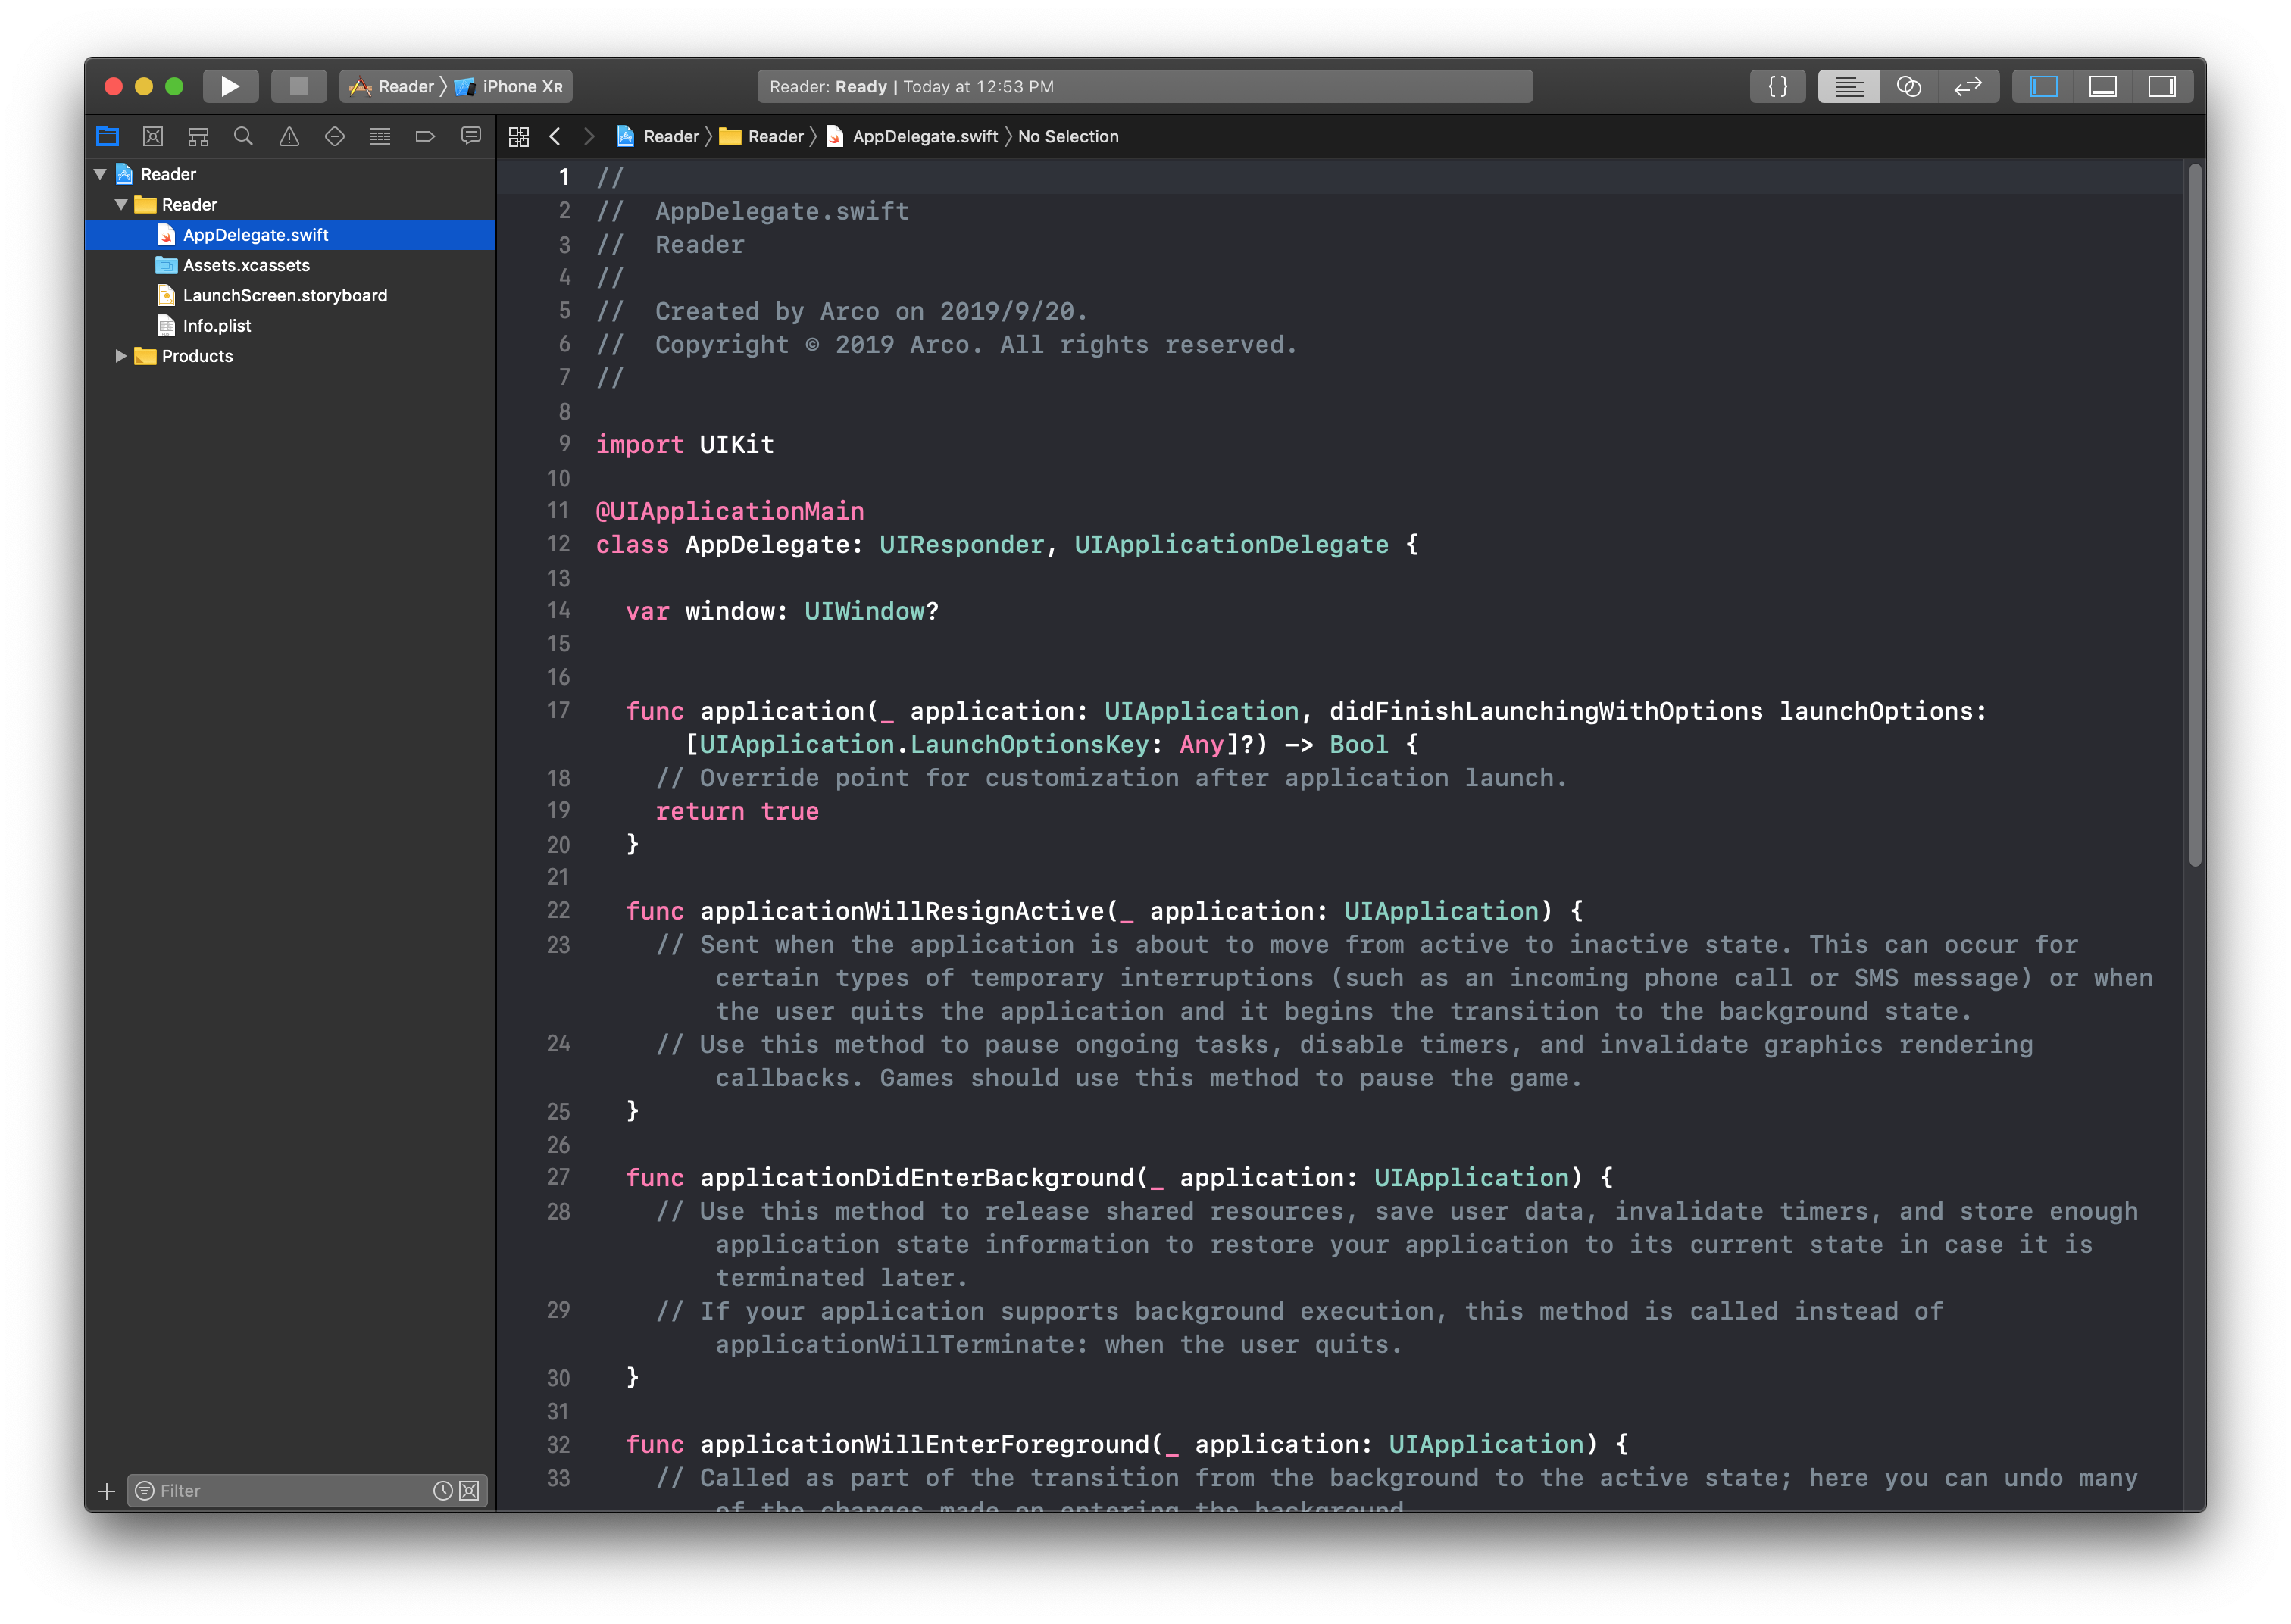 Reader 〉 iPhone Xʀ
Reader: Ready | Today at 12:53 PM
{ }
Reader 〉 Reader 〉 AppDelegate.swift 〉 No Selection
Reader
Reader
AppDelegate.swift
Assets.xcassets
LaunchScreen.storyboard
Info.plist
Products
Filter
1 //
2 //  AppDelegate.swift
3 //  Reader
4 //
5 //  Created by Arco on 2019/9/20.
6 //  Copyright © 2019 Arco. All rights reserved.
7 //
8
9 import UIKit
10
11 @UIApplicationMain
12 class AppDelegate: UIResponder, UIApplicationDelegate {
13
14   var window: UIWindow?
15
16
17   func application(_ application: UIApplication, didFinishLaunchingWithOptions launchOptions:
[UIApplication.LaunchOptionsKey: Any]?) -> Bool {
18     // Override point for customization after application launch.
19     return true
20   }
21
22   func applicationWillResignActive(_ application: UIApplication) {
23     // Sent when the application is about to move from active to inactive state. This can occur for
certain types of temporary interruptions (such as an incoming phone call or SMS message) or when
the user quits the application and it begins the transition to the background state.
24     // Use this method to pause ongoing tasks, disable timers, and invalidate graphics rendering
callbacks. Games should use this method to pause the game.
25   }
26
27   func applicationDidEnterBackground(_ application: UIApplication) {
28     // Use this method to release shared resources, save user data, invalidate timers, and store enough
application state information to restore your application to its current state in case it is
terminated later.
29     // If your application supports background execution, this method is called instead of
applicationWillTerminate: when the user quits.
30   }
31
32   func applicationWillEnterForeground(_ application: UIApplication) {
33     // Called as part of the transition from the background to the active state; here you can undo many
of the changes made on entering the background.